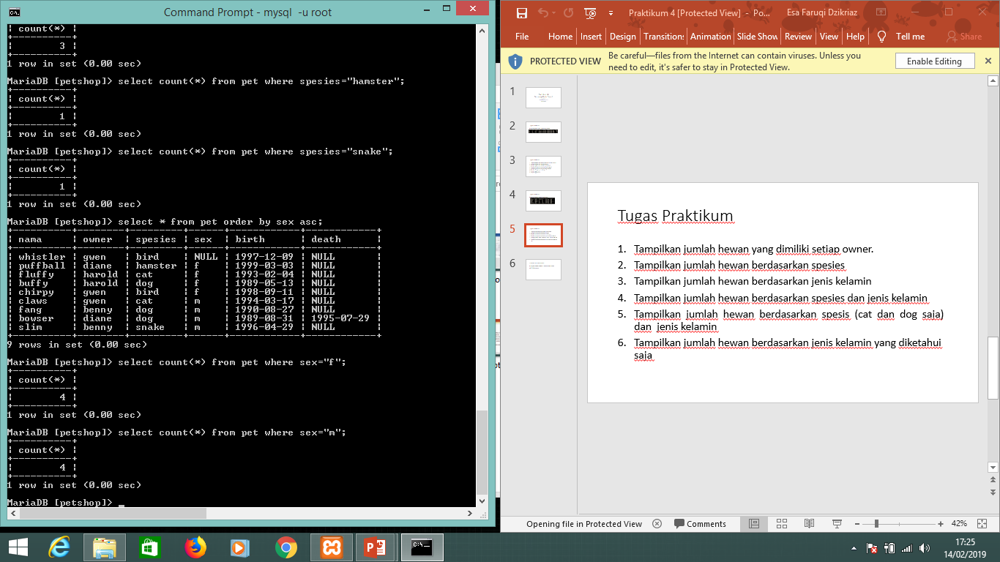 Command Prompt - mysql -u root
| count(*) |
+----------+
|        3 |
+----------+
1 row in set (0.00 sec)
MariaDB [petshop]> select count(*) from pet where spesies="hamster";
+----------+
| count(*) |
+----------+
|        1 |
+----------+
1 row in set (0.00 sec)
MariaDB [petshop]> select count(*) from pet where spesies="snake";
+----------+
| count(*) |
+----------+
|        1 |
+----------+
1 row in set (0.00 sec)
MariaDB [petshop]> select * from pet order by sex asc;
+----------+--------+---------+------+------------+------------+
| nama     | owner  | spesies | sex  | birth      | death      |
+----------+--------+---------+------+------------+------------+
| whistler | gwen   | bird    | NULL | 1997-12-09 | NULL       |
| puffball | diane  | hamster | f    | 1999-03-03 | NULL       |
| fluffy   | harold | cat     | f    | 1993-02-04 | NULL       |
| buffy    | harold | dog     | f    | 1989-05-13 | NULL       |
| chirpy   | gwen   | bird    | f    | 1998-09-11 | NULL       |
| claws    | gwen   | cat     | m    | 1994-03-17 | NULL       |
| fang     | benny  | dog     | m    | 1990-08-27 | NULL       |
| bowser   | diane  | dog     | m    | 1989-08-31 | 1995-07-29 |
| slim     | benny  | snake   | m    | 1996-04-29 | NULL       |
+----------+--------+---------+------+------------+------------+
9 rows in set (0.00 sec)
MariaDB [petshop]> select count(*) from pet where sex="f";
+----------+
| count(*) |
+----------+
|        4 |
+----------+
1 row in set (0.00 sec)
MariaDB [petshop]> select count(*) from pet where sex="m";
+----------+
| count(*) |
+----------+
|        4 |
+----------+
1 row in set (0.00 sec)
MariaDB [petshop]> _
Praktikum 4 [Protected View] - Po... Esa Faruqi Dzikriaz
File Home Insert Design Transitions Animation Slide Show Review View Help Tell me Share
PROTECTED VIEW Be careful—files from the Internet can contain viruses. Unless you
need to edit, it's safer to stay in Protected View.
Enable Editing
1
2
3
4
5
6
Tugas Praktikum
1. Tampilkan jumlah hewan yang dimiliki setiap owner.
2. Tampilkan jumlah hewan berdasarkan spesies
3. Tampilkan jumlah hewan berdasarkan jenis kelamin
4. Tampilkan jumlah hewan berdasarkan spesies dan jenis kelamin
5. Tampilkan jumlah hewan berdasarkan spesis (cat dan dog saja)
dan jenis kelamin
6. Tampilkan jumlah hewan berdasarkan jenis kelamin yang diketahui
saja
Opening file in Protected View Comments 42%
17:25
14/02/2019